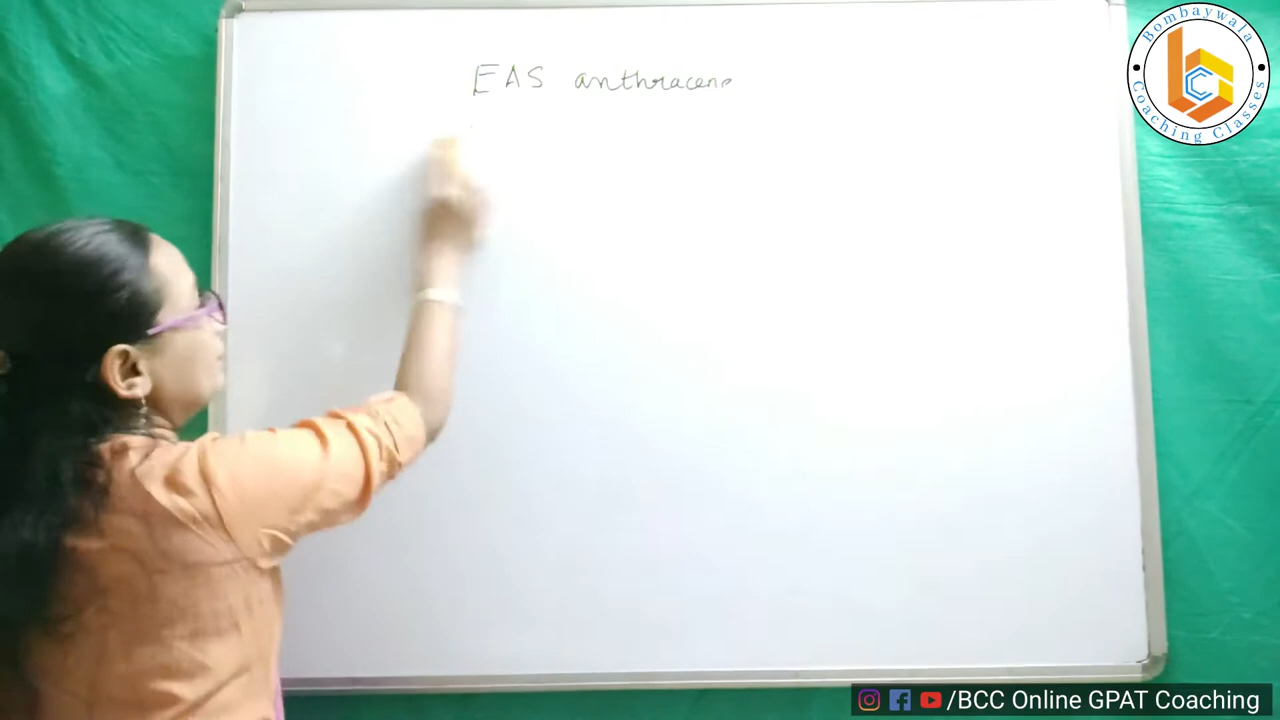 EAS anthracene
Bombaywala
Coaching Classes
/BCC Online GPAT Coaching